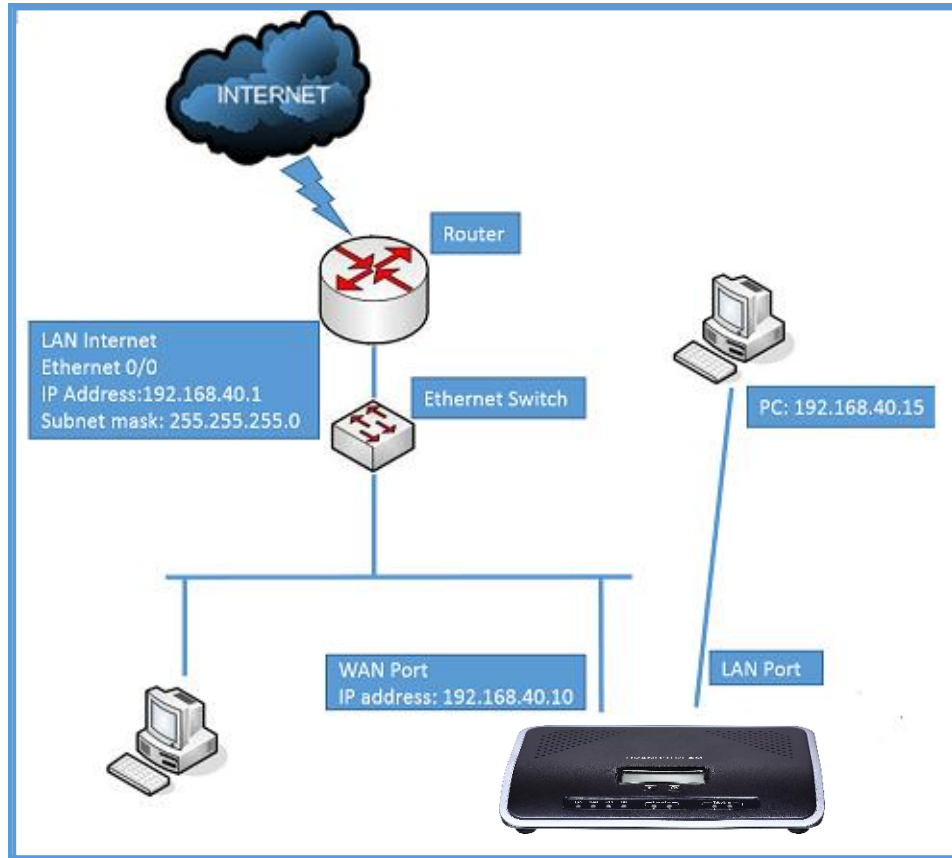 INTERNET
Router
LAN Internet
Ethernet 0/0
IP Address:192.168.40.1
Subnet mask: 255.255.255.0
Ethernet Switch
PC: 192.168.40.15
WAN Port
IP address: 192.168.40.10
LAN Port